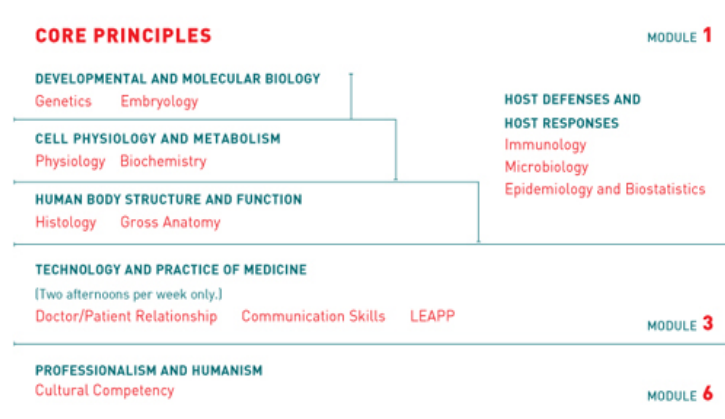 CORE PRINCIPLES
MODULE 1
DEVELOPMENTAL AND MOLECULAR BIOLOGY
Genetics Embryology
CELL PHYSIOLOGY AND METABOLISM
Physiology Biochemistry
HUMAN BODY STRUCTURE AND FUNCTION
Histology Gross Anatomy
HOST DEFENSES AND
HOST RESPONSES
Immunology
Microbiology
Epidemiology and Biostatistics
TECHNOLOGY AND PRACTICE OF MEDICINE
(Two afternoons per week only.)
Doctor/Patient Relationship Communication Skills LEAPP
MODULE 3
PROFESSIONALISM AND HUMANISM
Cultural Competency
MODULE 6